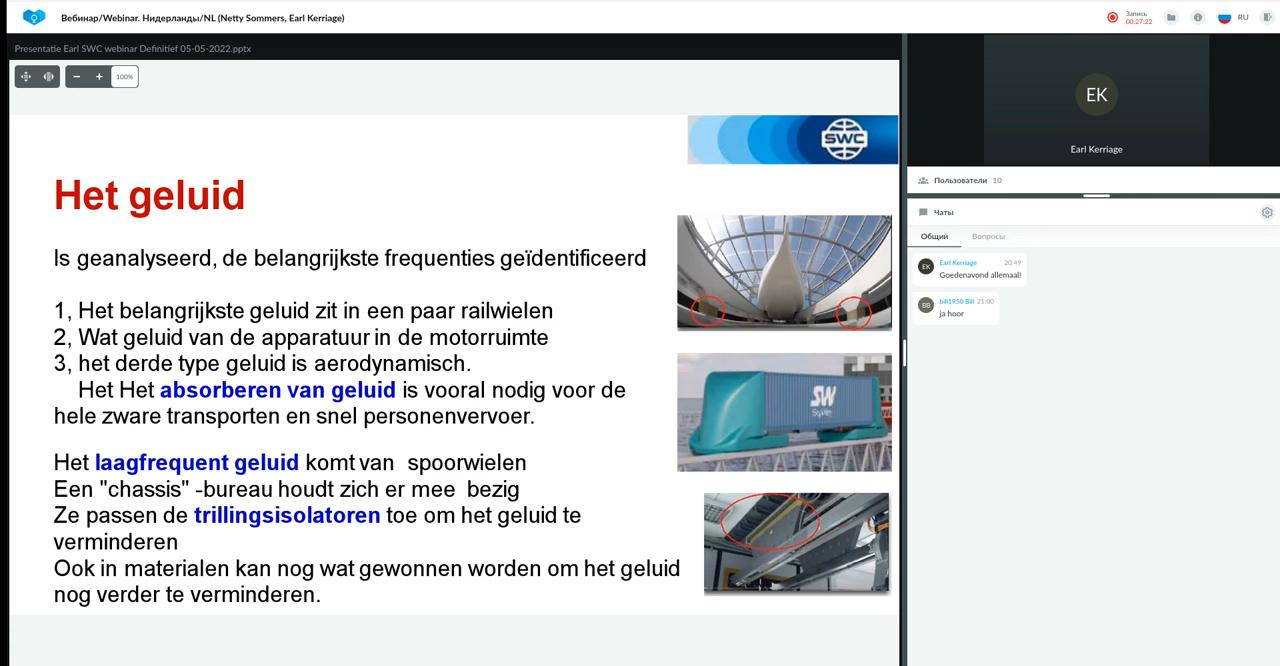 Вебинар/Webinar. Нидерланды/NL (Netty Sommers, Earl Kerriage)
Запись
00:27:22
RU
Presentatie Earl SWC webinar Definitief 05-05-2022.pptx
100%
SWC
Het geluid
Is geanalyseerd, de belangrijkste frequenties geïdentificeerd
1, Het belangrijkste geluid zit in een paar railwielen
2, Wat geluid van de apparatuur in de motorruimte
3, het derde type geluid is aerodynamisch.
Het Het absorberen van geluid is vooral nodig voor de
hele zware transporten en snel personenvervoer.
Het laagfrequent geluid komt van spoorwielen
Een "chassis" -bureau houdt zich er mee bezig
Ze passen de trillingsisolatoren toe om het geluid te
verminderen
Ook in materialen kan nog wat gewonnen worden om het geluid
nog verder te verminderen.
SW
SkyWay
EK
Earl Kerriage
Пользователи 10
Чаты
Общий
Вопросы
EK
Earl Kerriage 20:49
Goedenavond allemaal!
BB
bill1950 Bill 21:00
ja hoor